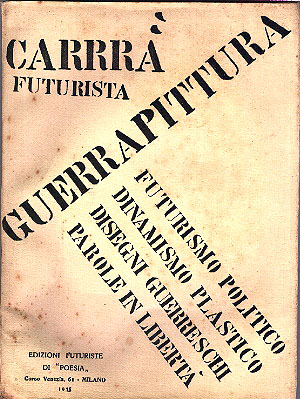 CARRRÀ
FUTURISTA
GUERRAPITTURA
FUTURISMO POLITICO
DINAMISMO PLASTICO
DISEGNI GUERRESCHI
PAROLE IN LIBERTÀ
EDIZIONI FUTURISTE
DI "POESIA"
Corso Venezia, 61 - MILANO
1915